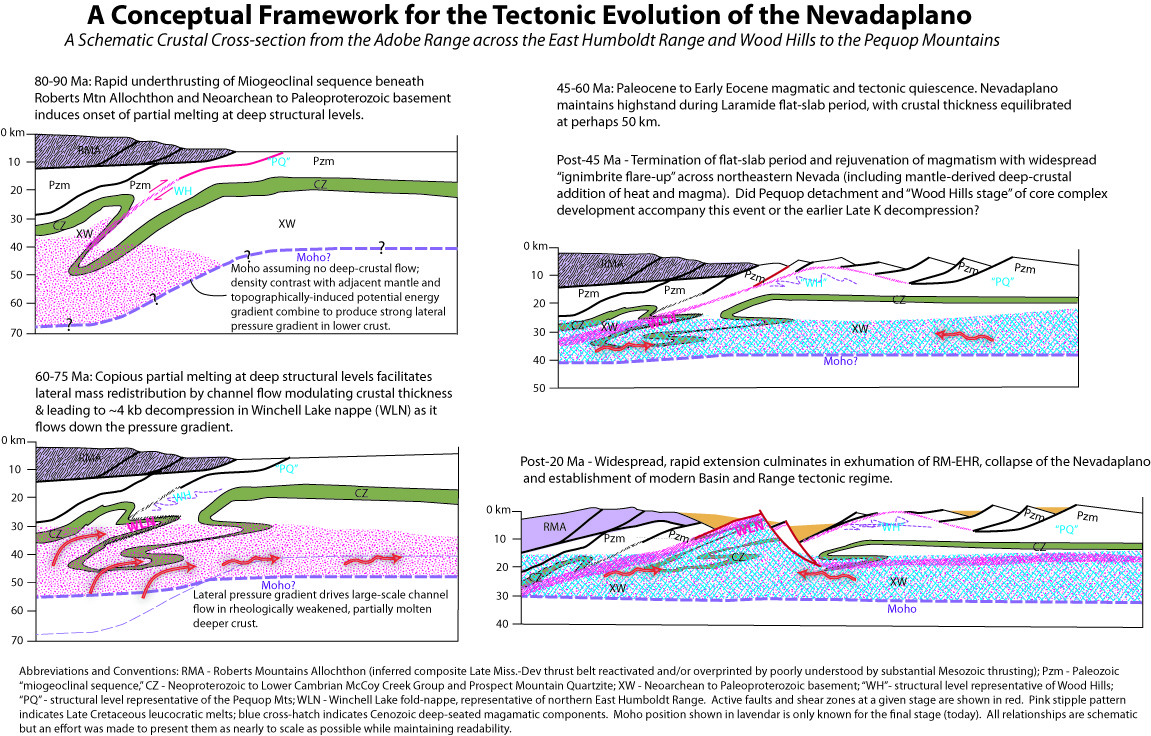 A Conceptual Framework for the Tectonic Evolution of the Nevadaplano
A Schematic Crustal Cross-section from the Adobe Range across the East Humboldt Range and Wood Hills to the Pequop Mountains
80-90 Ma: Rapid underthrusting of Miogeoclinal sequence beneath
Roberts Mtn Allochthon and Neoarchean to Paleoproterozoic basement
induces onset of partial melting at deep structural levels.
0 km
10
20
30
40
50
60
70
RMA
"PQ"
Pzm
Pzm
Pzm
WH
CZ
CZ
XW
XW
?
?
?
?
Moho?
Moho assuming no deep-crustal flow;
density contrast with adjacent mantle and
topographically-induced potential energy
gradient combine to produce strong lateral
pressure gradient in lower crust.
60-75 Ma: Copious partial melting at deep structural levels facilitates
lateral mass redistribution by channel flow modulating crustal thickness
& leading to ~4 kb decompression in Winchell Lake nappe (WLN) as it
flows down the pressure gradient.
0 km
10
20
30
40
50
60
70
RMA
"PQ"
WH
CZ
WLN
CZ
Moho?
Lateral pressure gradient drives large-scale channel
flow in rheologically weakened, partially molten
deeper crust.
45-60 Ma: Paleocene to Early Eocene magmatic and tectonic quiescence. Nevadaplano
maintains highstand during Laramide flat-slab period, with crustal thickness equilibrated
at perhaps 50 km.
Post-45 Ma - Termination of flat-slab period and rejuvenation of magmatism with widespread
"ignimbrite flare-up" across northeastern Nevada (including mantle-derived deep-crustal
addition of heat and magma). Did Pequop detachment and "Wood Hills stage" of core complex
development accompany this event or the earlier Late K decompression?
0 km
10
20
30
40
50
RMA
Pzm
Pzm
Pzm
Pzm
Pzm
WH
"PQ"
CZ
CZ
XW
WLN
XW
Moho?
Post-20 Ma - Widespread, rapid extension culminates in exhumation of RM-EHR, collapse of the Nevadaplano
and establishment of modern Basin and Range tectonic regime.
0 km
10
20
30
40
RMA
Pzm
Pzm
WLN
WH
Pzm
Pzm
"PQ"
CZ
CZ
CZ
XW
XW
Moho
Abbreviations and Conventions: RMA - Roberts Mountains Allochthon (inferred composite Late Miss.-Dev thrust belt reactivated and/or overprinted by poorly understood by substantial Mesozoic thrusting); Pzm - Paleozoic
"miogeoclinal sequence," CZ - Neoproterozoic to Lower Cambrian McCoy Creek Group and Prospect Mountain Quartzite; XW - Neoarchean to Paleoproterozoic basement; "WH"- structural level representative of Wood Hills;
"PQ" - structural level representative of the Pequop Mts; WLN - Winchell Lake fold-nappe, representative of northern East Humboldt Range. Active faults and shear zones at a given stage are shown in red. Pink stipple pattern
indicates Late Cretaceous leucocratic melts; blue cross-hatch indicates Cenozoic deep-seated magamatic components. Moho position shown in lavendar is only known for the final stage (today). All relationships are schematic
but an effort was made to present them as nearly to scale as possible while maintaining readability.